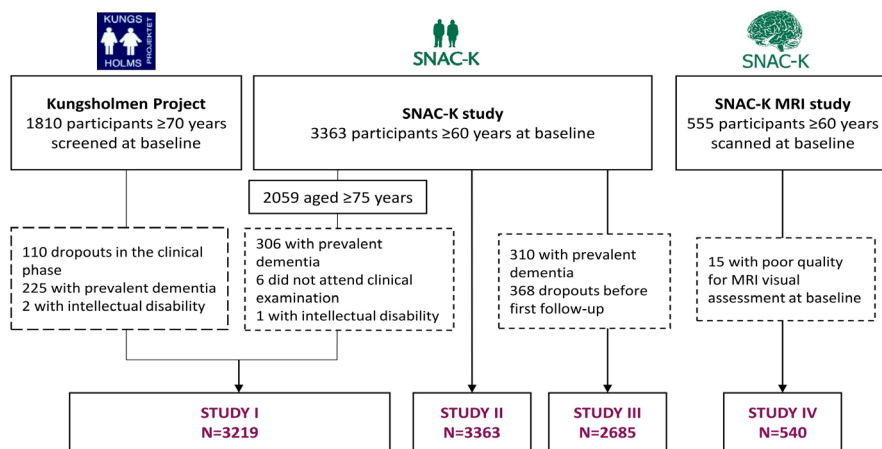 KUNGS
HOLMS
PROJEKTET
SNAC-K
SNAC-K
Kungsholmen Project
1810 participants ≥70 years
screened at baseline
SNAC-K study
3363 participants ≥60 years at baseline
SNAC-K MRI study
555 participants ≥60 years
scanned at baseline
2059 aged ≥75 years
110 dropouts in the clinical
phase
225 with prevalent dementia
2 with intellectual disability
306 with prevalent
dementia
6 did not attend clinical
examination
1 with intellectual disability
310 with prevalent
dementia
368 dropouts before
first follow-up
15 with poor quality
for MRI visual
assessment at baseline
STUDY I
N=3219
STUDY II
N=3363
STUDY III
N=2685
STUDY IV
N=540